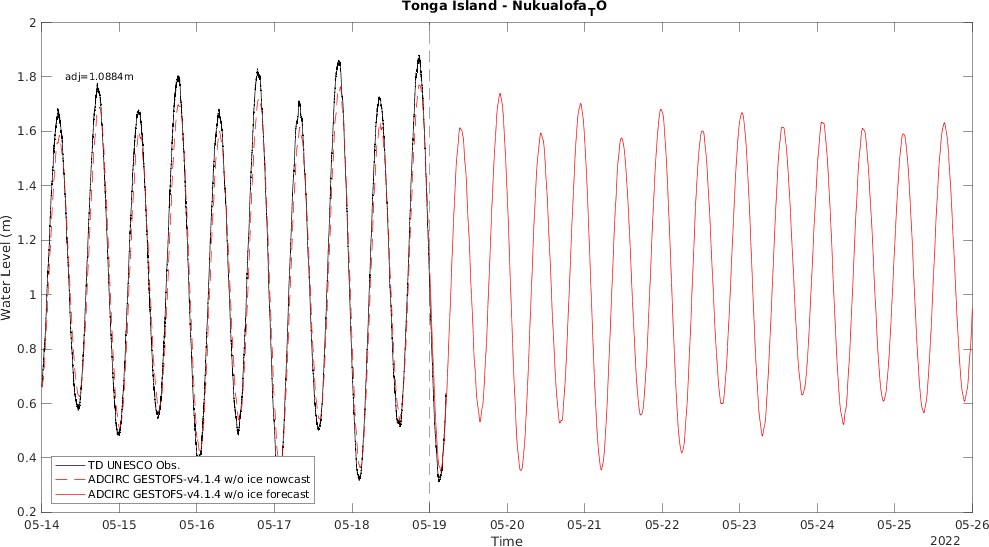 Tonga Island - Nukualofa_TO
adj=1.0884m
Water Level (m)
2
1.8
1.6
1.4
1.2
1
0.8
0.6
0.4
0.2
TD UNESCO Obs.
ADCIRC GESTOFS-v4.1.4 w/o ice nowcast
ADCIRC GESTOFS-v4.1.4 w/o ice forecast
05-14 05-15 05-16 05-17 05-18 05-19 05-20 05-21 05-22 05-23 05-24 05-25 05-26
Time
2022